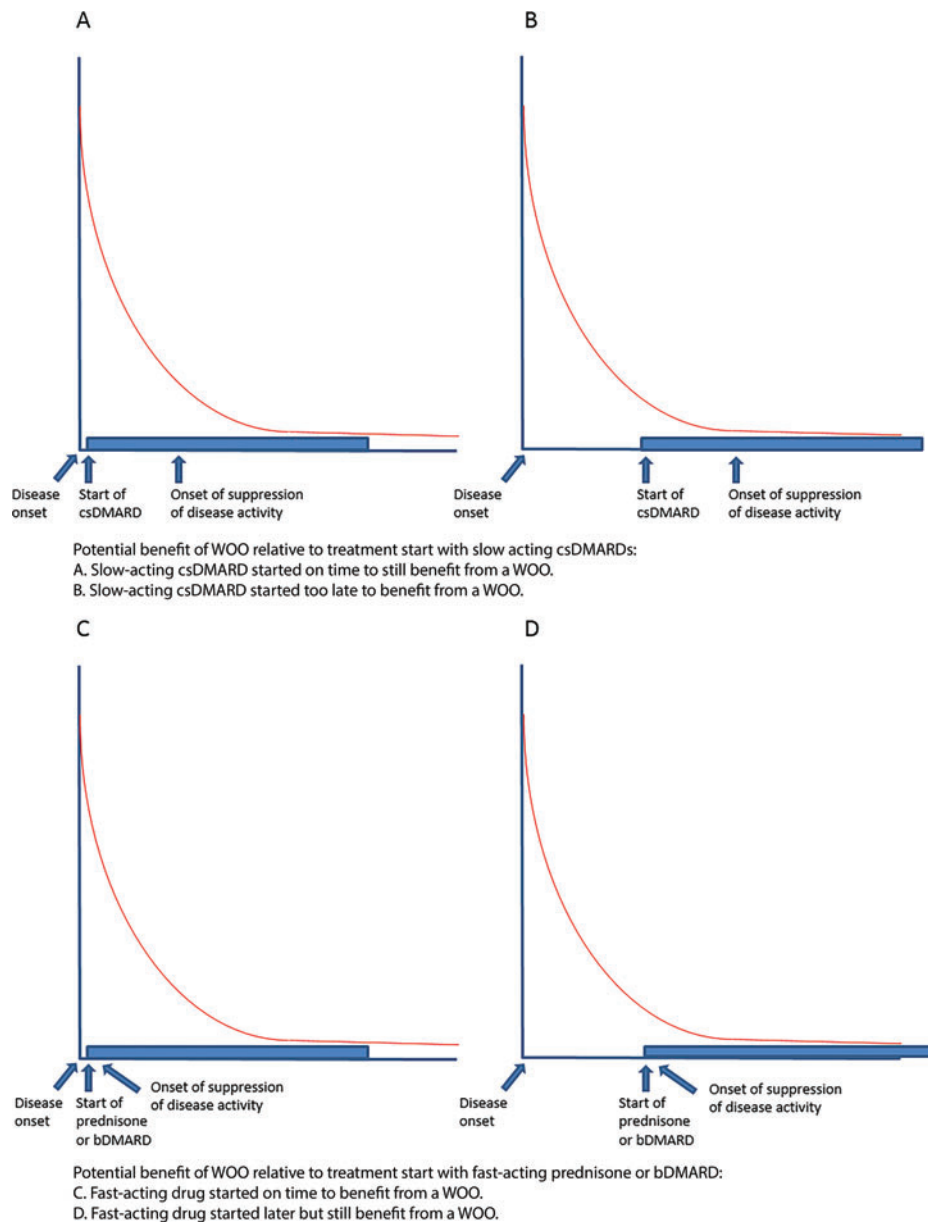 A
B
Disease
onset
Start of
csDMARD
Onset of suppression
of disease activity
Disease
onset
Start of
csDMARD
Onset of suppression
of disease activity
Potential benefit of WOO relative to treatment start with slow acting csDMARDs:
A. Slow-acting csDMARD started on time to still benefit from a WOO.
B. Slow-acting csDMARD started too late to benefit from a WOO.
C
D
Disease
onset
Start of
prednisone
or bDMARD
Onset of suppression
of disease activity
Disease
onset
Start of
prednisone
or bDMARD
Onset of suppression
of disease activity
Potential benefit of WOO relative to treatment start with fast-acting prednisone or bDMARD:
C. Fast-acting drug started on time to benefit from a WOO.
D. Fast-acting drug started later but still benefit from a WOO.